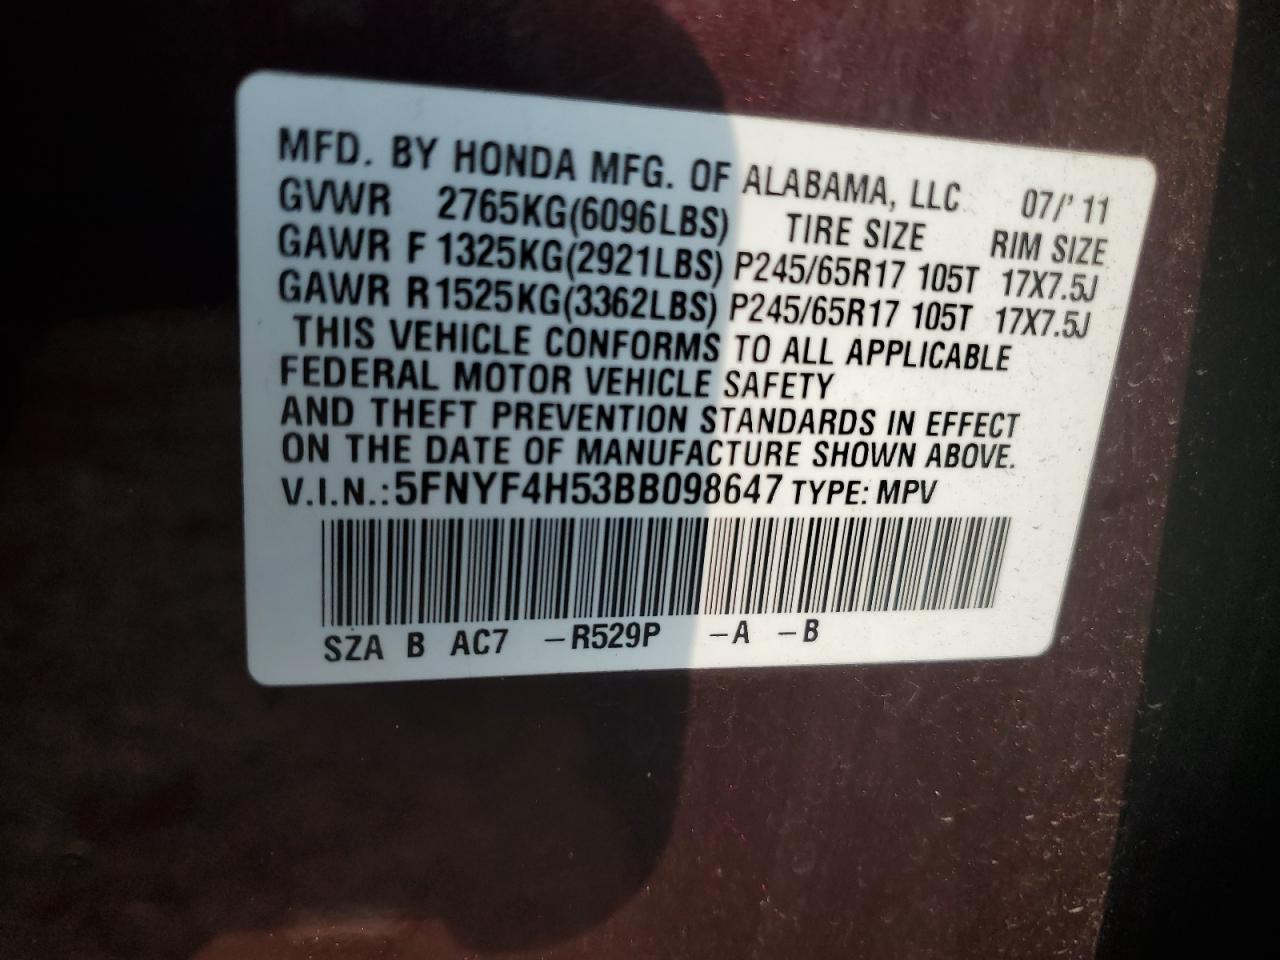 MFD. BY HONDA MFG. OF ALABAMA, LLC 07/'11
GVWR 2765KG(6096LBS) TIRE SIZE RIM SIZE
GAWR F 1325KG(2921LBS) P245/65R17 105T 17X7.5J
GAWR R 1525KG(3362LBS) P245/65R17 105T 17X7.5J
THIS VEHICLE CONFORMS TO ALL APPLICABLE
FEDERAL MOTOR VEHICLE SAFETY
AND THEFT PREVENTION STANDARDS IN EFFECT
ON THE DATE OF MANUFACTURE SHOWN ABOVE.
V.I.N.: 5FNYF4H53BB098647 TYPE: MPV
SZA B AC7 -R529P -A -B